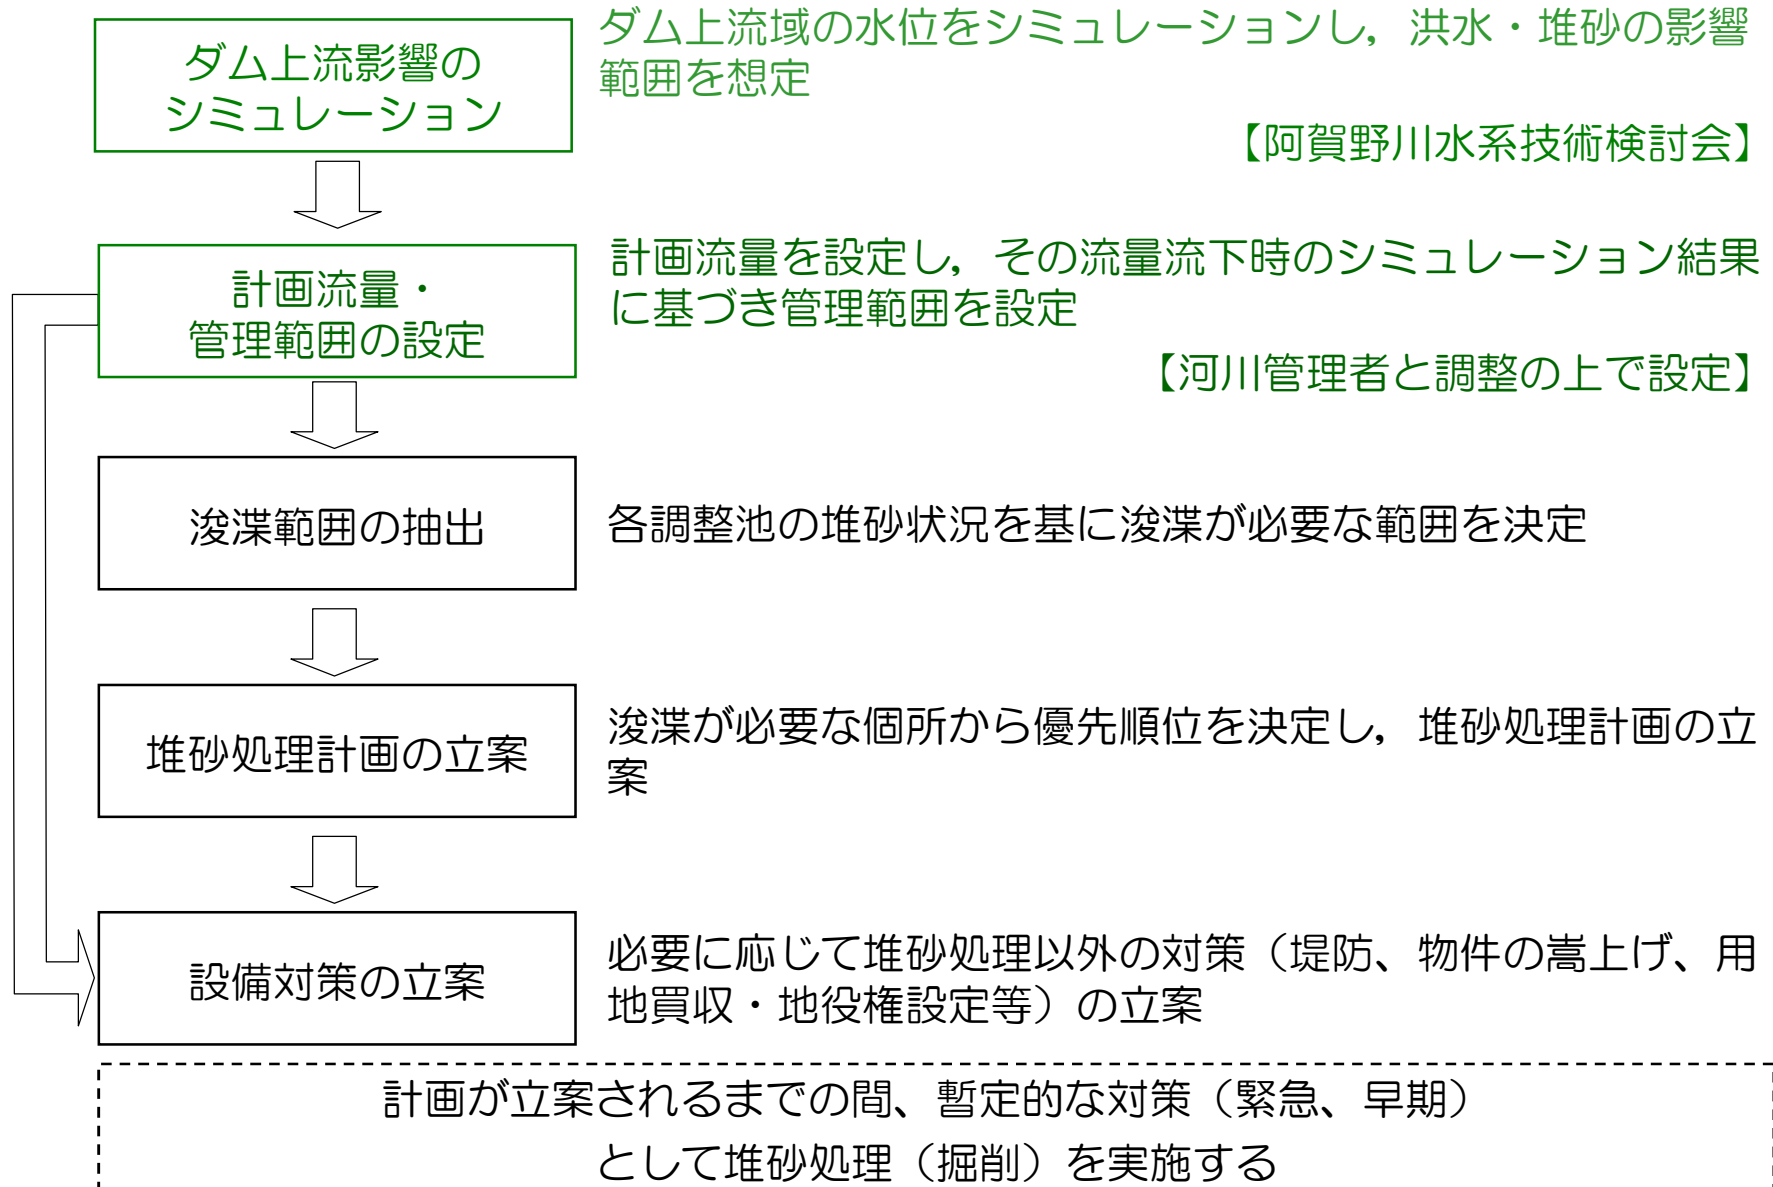 ダム上流影響の
シミュレーション
ダム上流域の水位をシミュレーションし，洪水・堆砂の影響
範囲を想定
【阿賀野川水系技術検討会】
計画流量・
管理範囲の設定
計画流量を設定し，その流量流下時のシミュレーション結果
に基づき管理範囲を設定
【河川管理者と調整の上で設定】
浚渫範囲の抽出
各調整池の堆砂状況を基に浚渫が必要な範囲を決定
堆砂処理計画の立案
浚渫が必要な個所から優先順位を決定し，堆砂処理計画の立
案
設備対策の立案
必要に応じて堆砂処理以外の対策（堤防、物件の嵩上げ、用
地買収・地役権設定等）の立案
計画が立案されるまでの間、暫定的な対策（緊急、早期）
として堆砂処理（掘削）を実施する